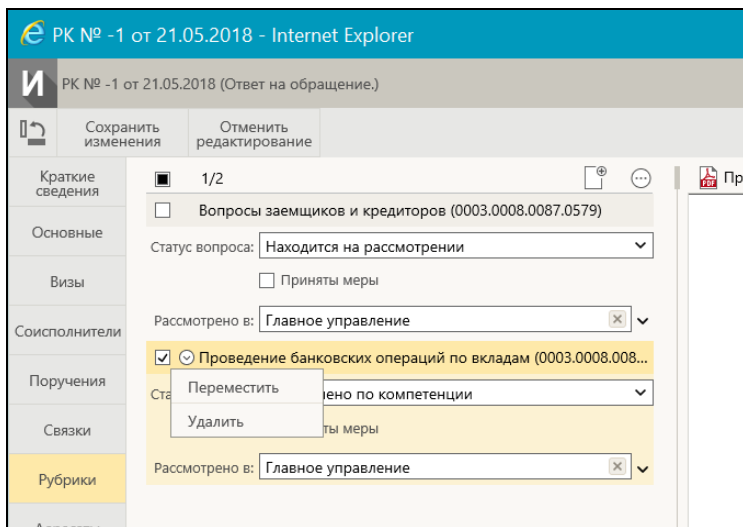 РК № -1 от 21.05.2018 - Internet Explorer
И
РК № -1 от 21.05.2018 (Ответ на обращение.)
Сохранить
изменения
Отменить
редактирование
Краткие
сведения
Основные
Визы
Соисполнители
Поручения
Связки
Рубрики
1/2
Вопросы заемщиков и кредиторов (0003.0008.0087.0579)
Статус вопроса: Находится на рассмотрении
Приняты меры
Рассмотрено в: Главное управление
Проведение банковских операций по вкладам (0003.0008.008...
Переместить
Удалить
по компетенции
меры
Рассмотрено в: Главное управление
PDF